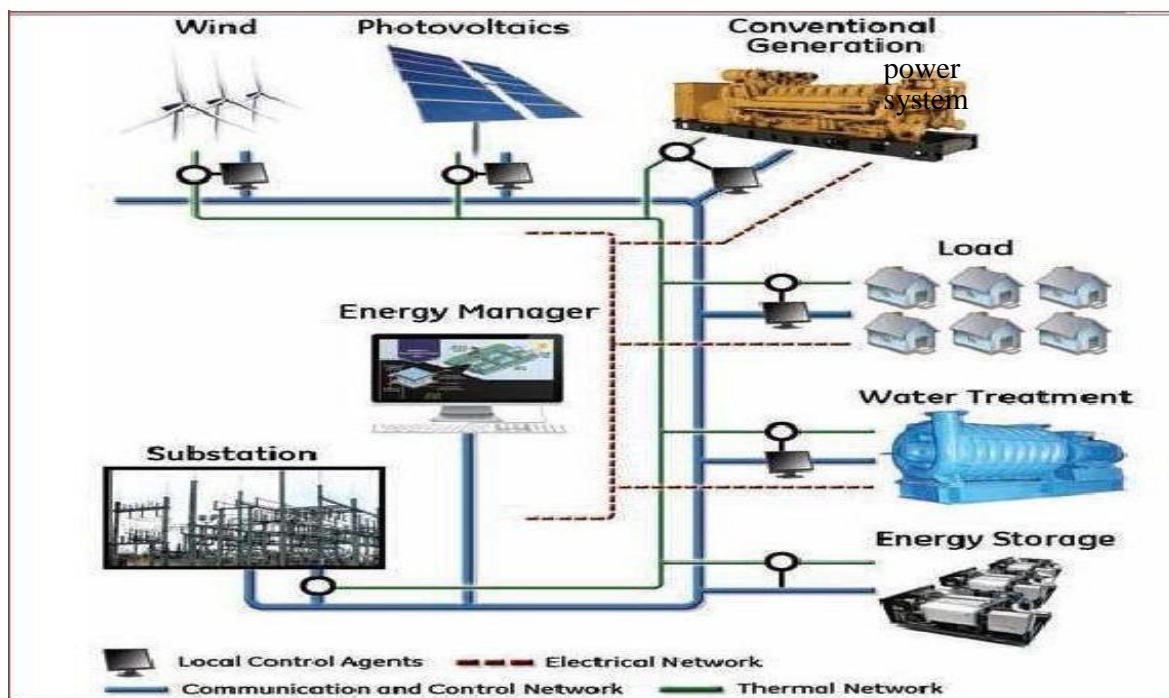 Wind
Photovoltaics
Conventional
Generation
power
system
Load
Energy Manager
Water Treatment
Substation
Energy Storage
Local Control Agents
Electrical Network
Communication and Control Network
Thermal Network